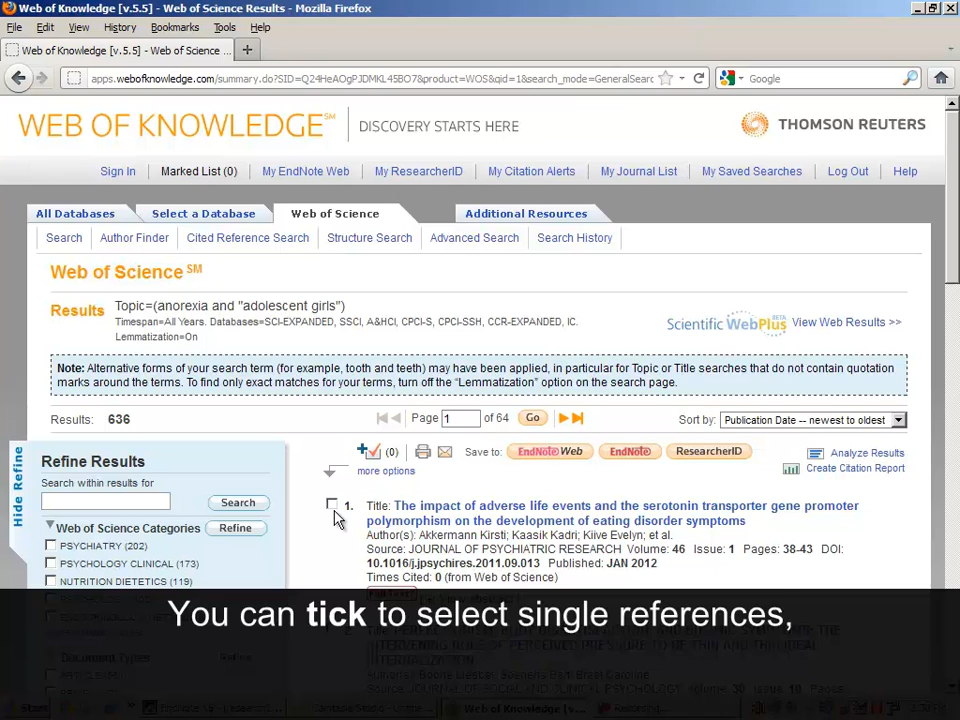 Web of Knowledge [v.5.5] - Web of Science Results - Mozilla Firefox
File Edit View History Bookmarks Tools Help
Web of Knowledge [v.5.5] - Web of Science ...
apps.webofknowledge.com/summary.do?SID=Q24HeAOgPJDMKL45BO7&product=WOS&qid=1&search_mode=GeneralSearc
Google
WEB OF KNOWLEDGE SM DISCOVERY STARTS HERE
THOMSON REUTERS
Sign In Marked List (0) My EndNote Web My ResearcherID My Citation Alerts My Journal List My Saved Searches Log Out Help
All Databases Select a Database Web of Science Additional Resources
Search Author Finder Cited Reference Search Structure Search Advanced Search Search History
Web of Science SM
Results Topic=(anorexia and "adolescent girls")
Timespan=All Years. Databases=SCI-EXPANDED, SSCI, A&HCI, CPCI-S, CPCI-SSH, CCR-EXPANDED, IC.
Lemmatization=On
Scientific WebPlus BETA View Web Results >>
Note: Alternative forms of your search term (for example, tooth and teeth) may have been applied, in particular for Topic or Title searches that do not contain quotation
marks around the terms. To find only exact matches for your terms, turn off the "Lemmatization" option on the search page.
Results: 636 Page 1 of 64 Go Sort by: Publication Date -- newest to oldest
Hide Refine
Refine Results
Search within results for
Search
Web of Science Categories Refine
PSYCHIATRY (202)
PSYCHOLOGY CLINICAL (173)
NUTRITION DIETETICS (119)
Document Types Refine
(0) Save to: EndNote Web EndNote ResearcherID
more options
Analyze Results
Create Citation Report
1. Title: The impact of adverse life events and the serotonin transporter gene promoter
polymorphism on the development of eating disorder symptoms
Author(s): Akkermann Kirsti; Kaasik Kadri; Kiive Evelyn; et al.
Source: JOURNAL OF PSYCHIATRIC RESEARCH Volume: 46 Issue: 1 Pages: 38-43 DOI:
10.1016/j.jpsychires.2011.09.013 Published: JAN 2012
Times Cited: 0 (from Web of Science)
You can tick to select single references,